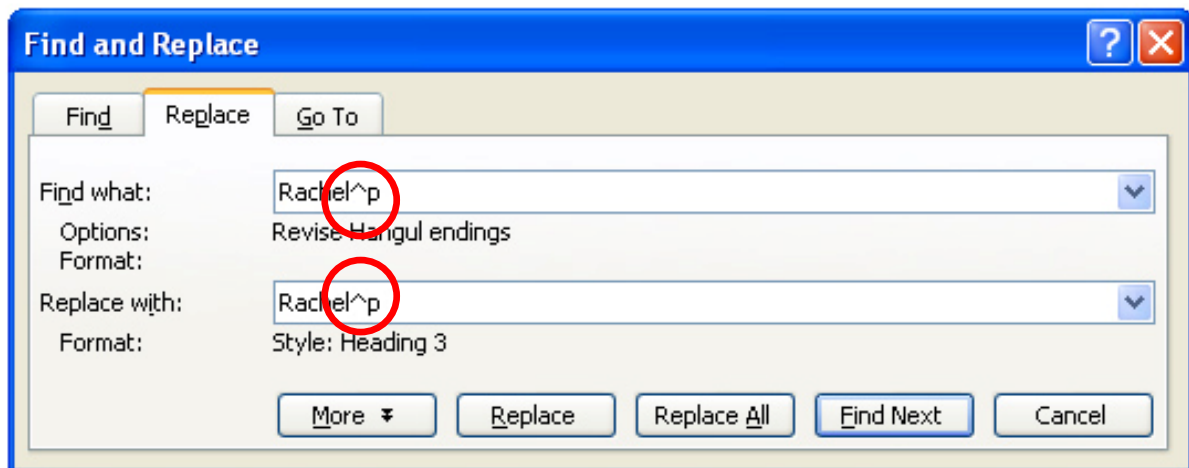 Find and Replace
Find Replace Go To
Find what: Rachel^p
Options: Revise Hangul endings
Format:
Replace with: Rachel^p
Format: Style: Heading 3
More Replace Replace All Find Next Cancel